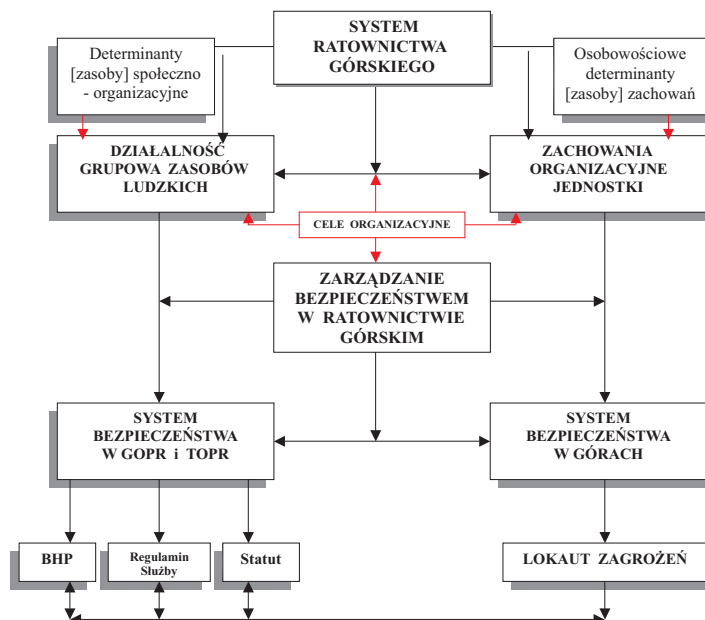 SYSTEM
RATOWNICTWA
GÓRSKIEGO
Determinanty
[zasoby] społeczno
- organizacyjne
Osobowościowe
determinanty
[zasoby] zachowań
DZIAŁALNOŚĆ
GRUPOWA ZASOBÓW
LUDZKICH
ZACHOWANIA
ORGANIZACYJNE
JEDNOSTKI
CELE ORGANIZACYJNE
ZARZĄDZANIE
BEZPIECZEŃSTWEM
W RATOWNICTWIE
GÓRSKIM
SYSTEM
BEZPIECZEŃSTWA
W GOPR i TOPR
SYSTEM
BEZPIECZEŃSTWA
W GÓRACH
BHP
Regulamin
Służby
Statut
LOKAUT ZAGROŻEŃ